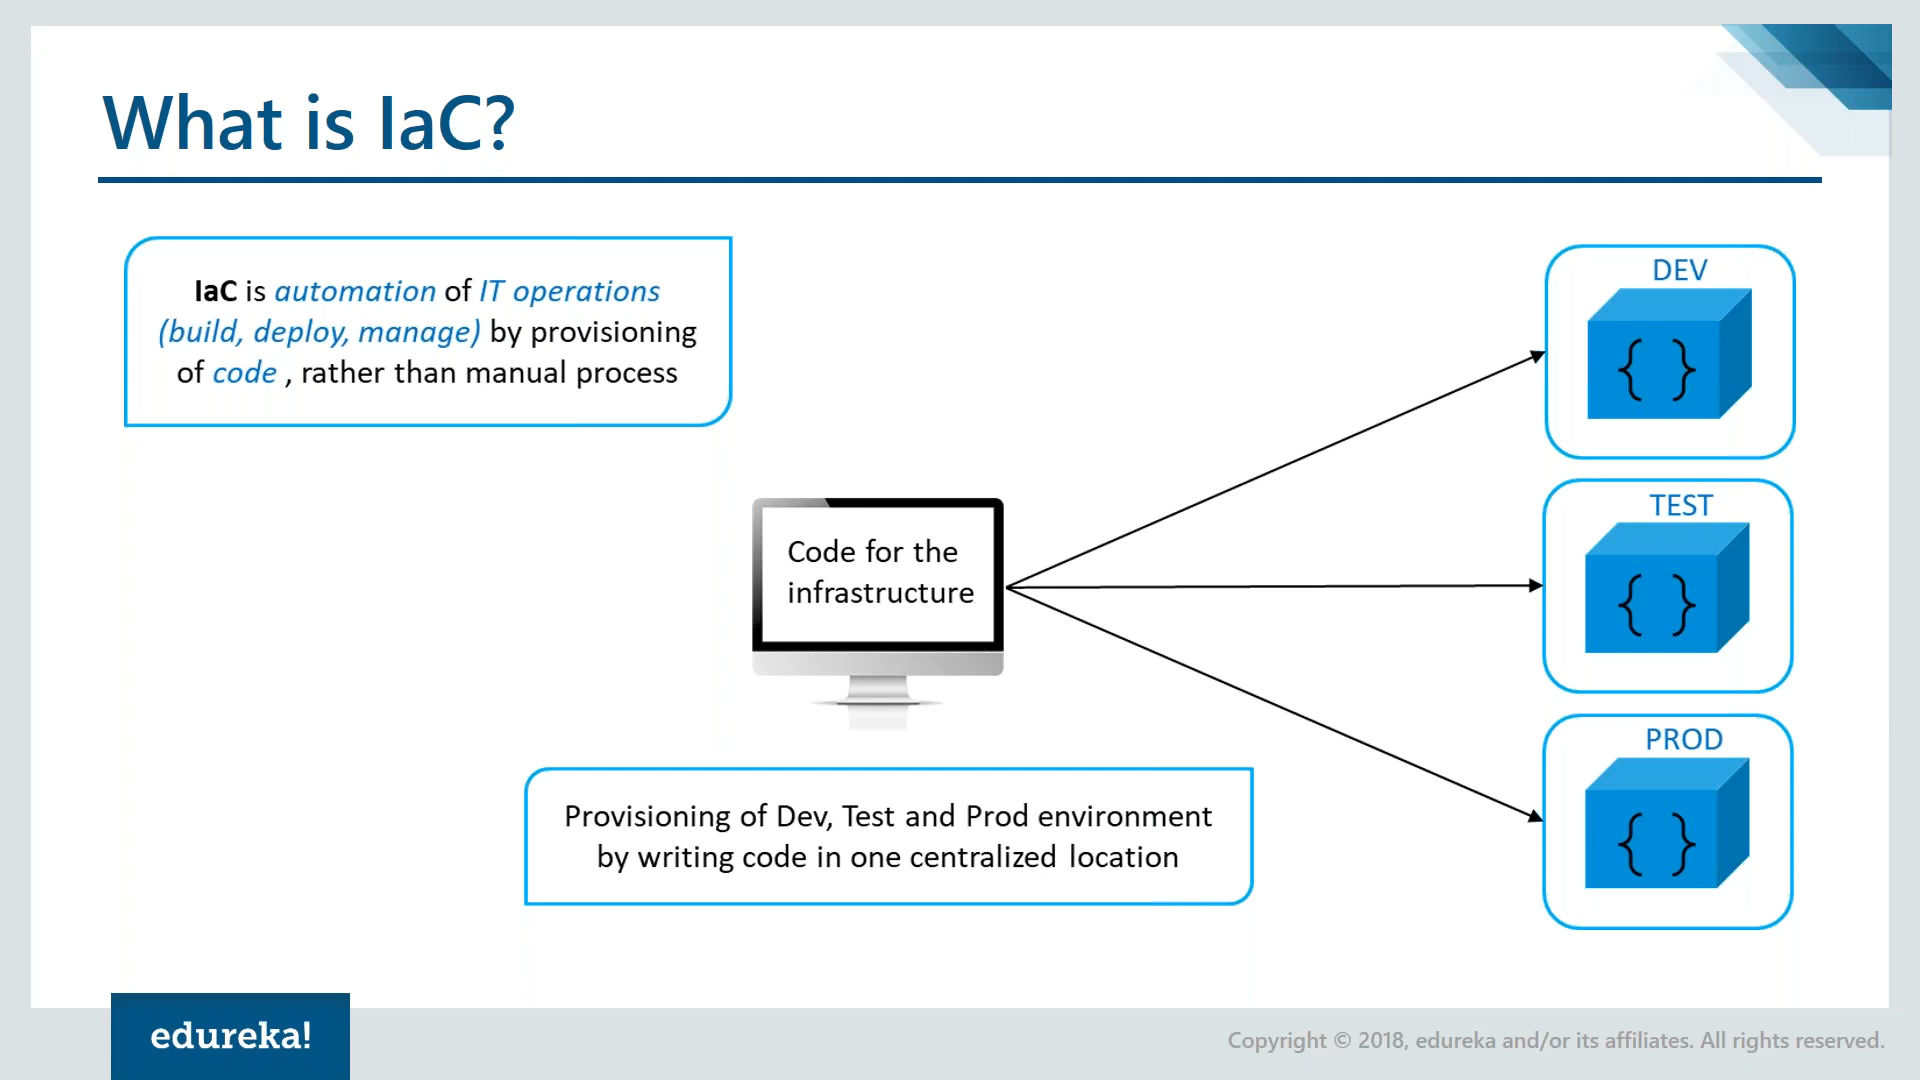 What is IaC?
IaC is automation of IT operations
(build, deploy, manage) by provisioning
of code , rather than manual process
DEV
{ }
Code for the
infrastructure
TEST
{ }
PROD
{ }
Provisioning of Dev, Test and Prod environment
by writing code in one centralized location
edureka!
Copyright © 2018, edureka and/or its affiliates. All rights reserved.